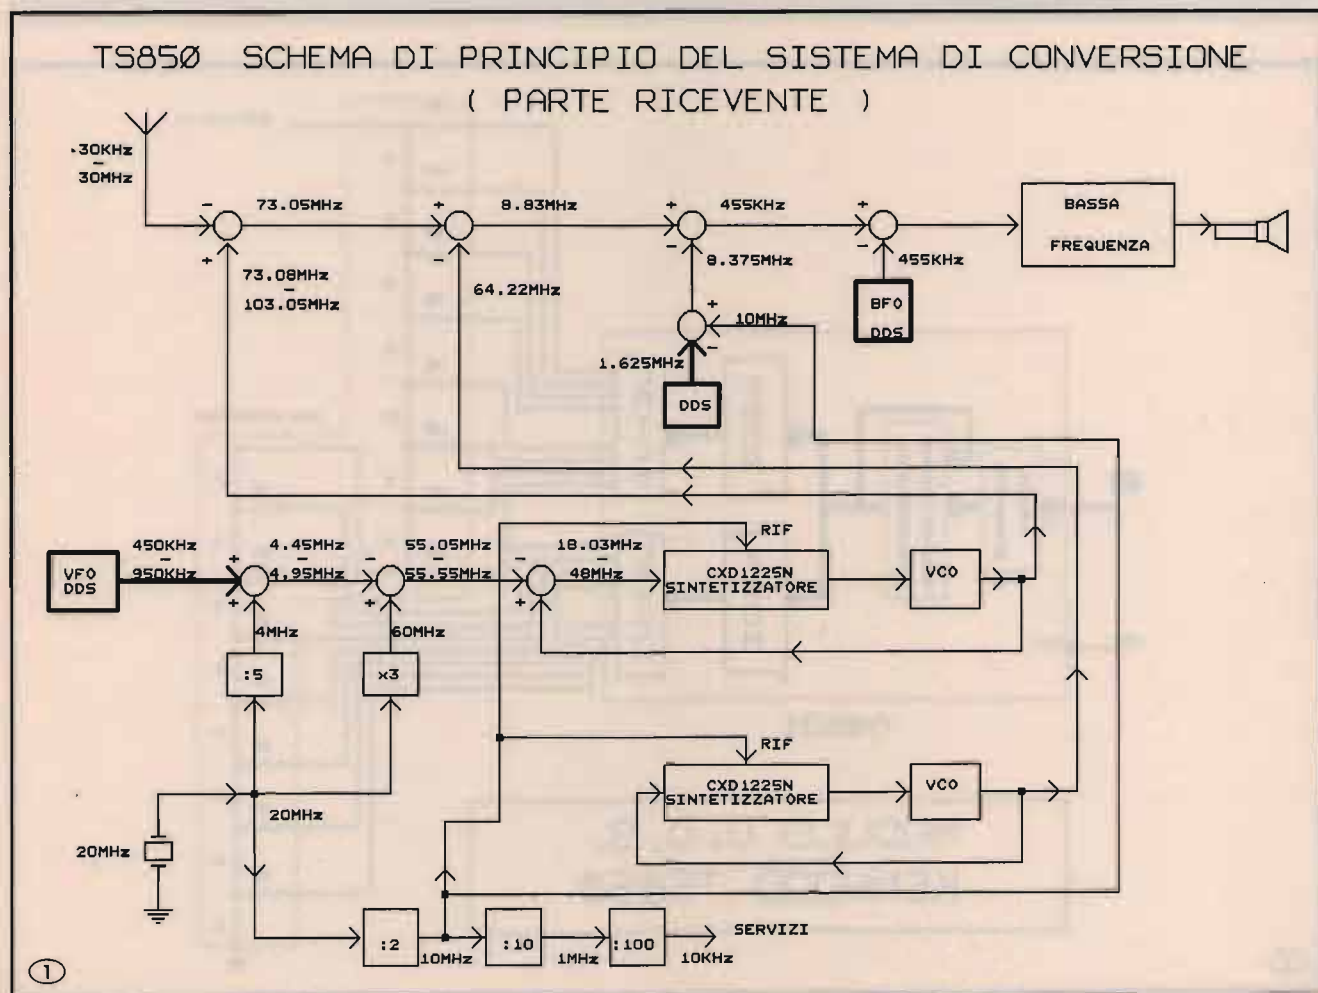 TS850 SCHEMA DI PRINCIPIO DEL SISTEMA DI CONVERSIONE
( PARTE RICEVENTE )
.30KHz
–
30MHz
- 73.05MHz + 8.83MHz + 455KHz +
BASSA
FREQUENZA
+ 73.08MHz
–
103.05MHz
- 64.22MHz
- 8.375MHz
- 455KHz
BFO
DDS
+ 10MHz
-
1.625MHz
DDS
VFO
DDS
450KHz
–
950KHz
+
+
4.45MHz
–
4.95MHz
-
+
55.05MHz
–
55.55MHz
-
+
18.03MHz
–
48MHz
RIF
CXD1225N
SINTETIZZATORE
VCO
4MHz
60MHz
:5
x3
RIF
CXD1225N
SINTETIZZATORE
VCO
20MHz
20MHz
:2
10MHz
:10
1MHz
:100
10KHz
SERVIZI
1